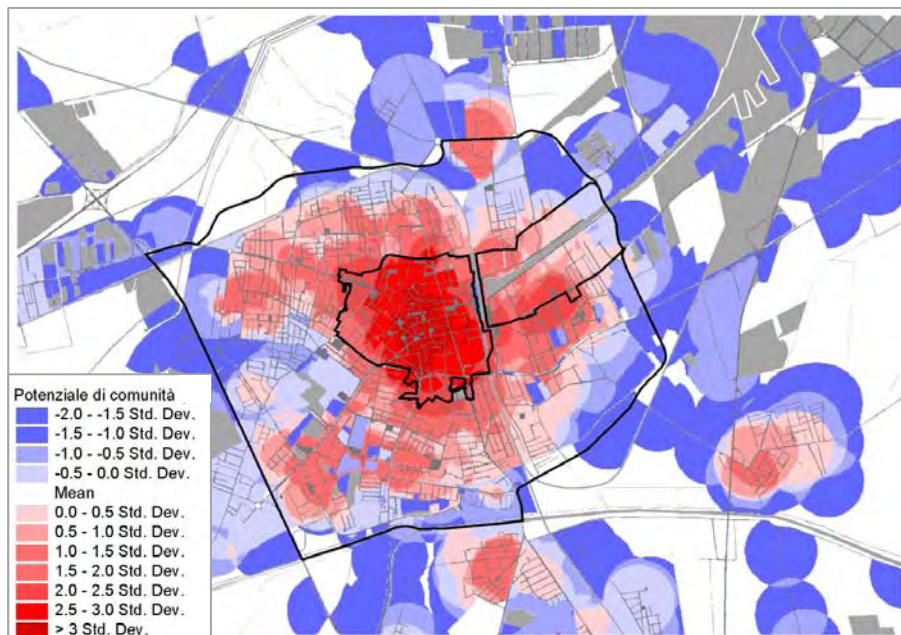 Potenziale di comunità
-2.0 - -1.5 Std. Dev.
-1.5 - -1.0 Std. Dev.
-1.0 - -0.5 Std. Dev.
-0.5 - 0.0 Std. Dev.
Mean
0.0 - 0.5 Std. Dev.
0.5 - 1.0 Std. Dev.
1.0 - 1.5 Std. Dev.
1.5 - 2.0 Std. Dev.
2.0 - 2.5 Std. Dev.
2.5 - 3.0 Std. Dev.
> 3 Std. Dev.